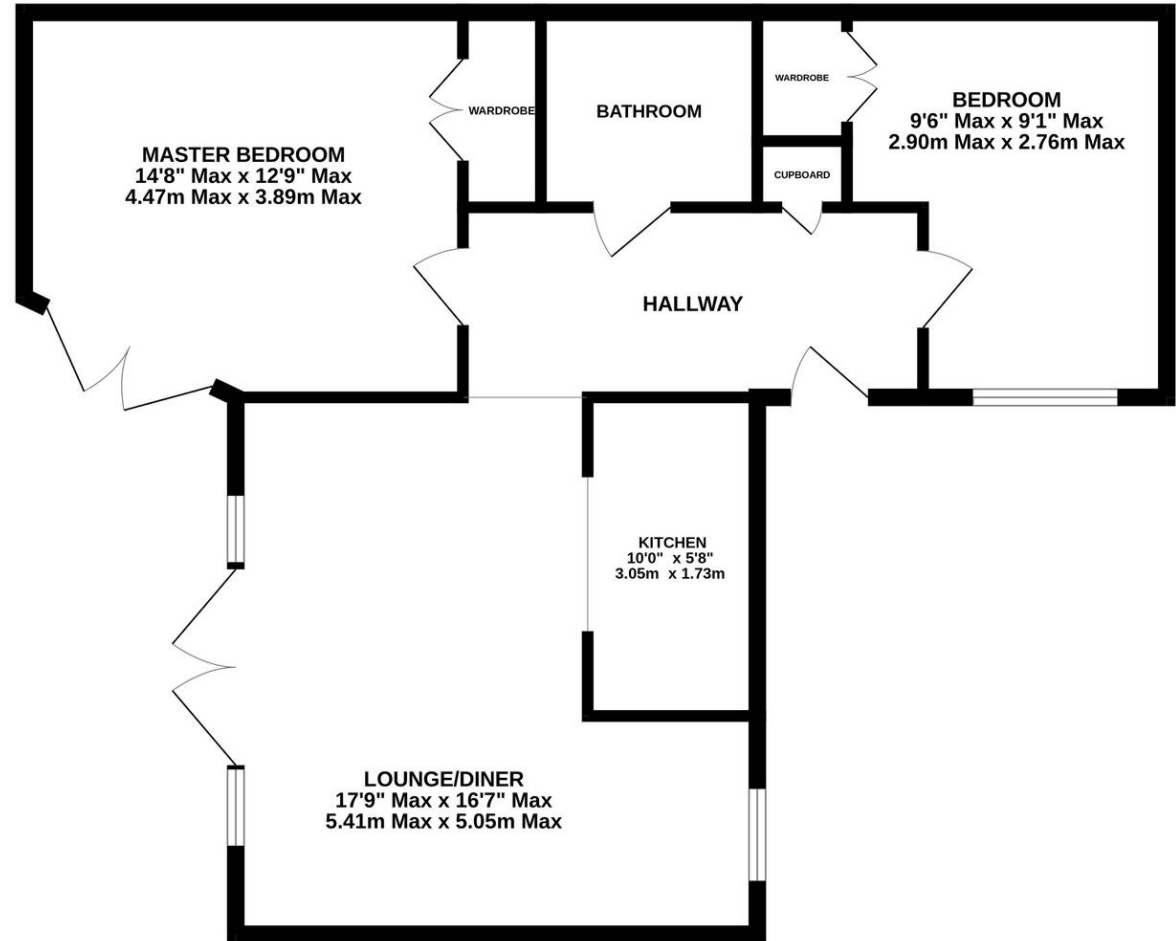 MASTER BEDROOM
14'8" Max x 12'9" Max
4.47m Max x 3.89m Max
WARDROBE
BATHROOM
WARDROBE
CUPBOARD
BEDROOM
9'6" Max x 9'1" Max
2.90m Max x 2.76m Max
HALLWAY
KITCHEN
10'0" x 5'8"
3.05m x 1.73m
LOUNGE/DINER
17'9" Max x 16'7" Max
5.41m Max x 5.05m Max